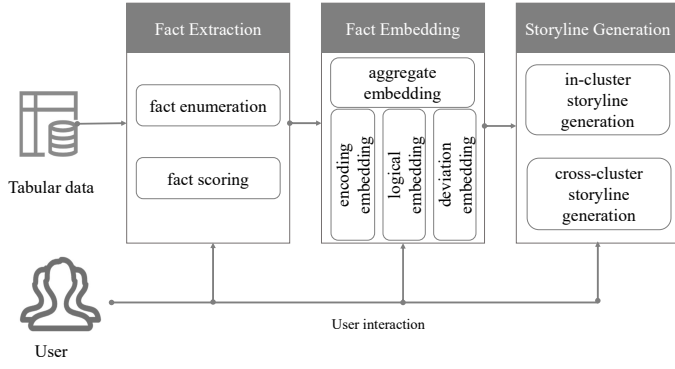 Fact Extraction
Fact Embedding
Storyline Generation
fact enumeration
fact scoring
aggregate
embedding
encoding
embedding
logical
embedding
deviation
embedding
in-cluster
storyline
generation
cross-cluster
storyline
generation
Tabular data
User interaction
User